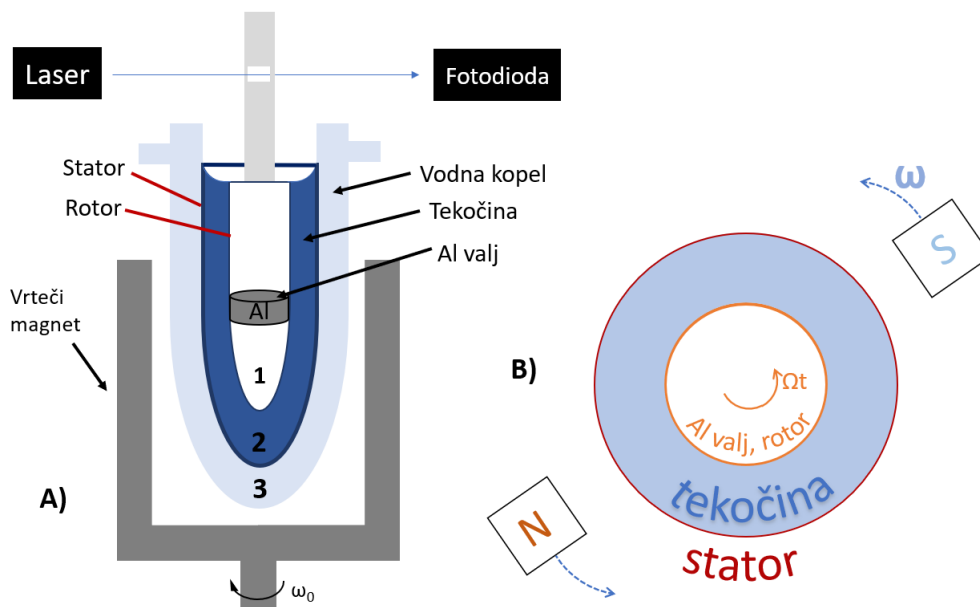 Laser
Fotodioda
Stator
Rotor
Vodna kopel
Tekočina
Al valj
Vrteči
magnet
Al
1
2
3
A)
ω₀
B)
ω
S
Ωt
Al valj, rotor
tekočina
N
stator